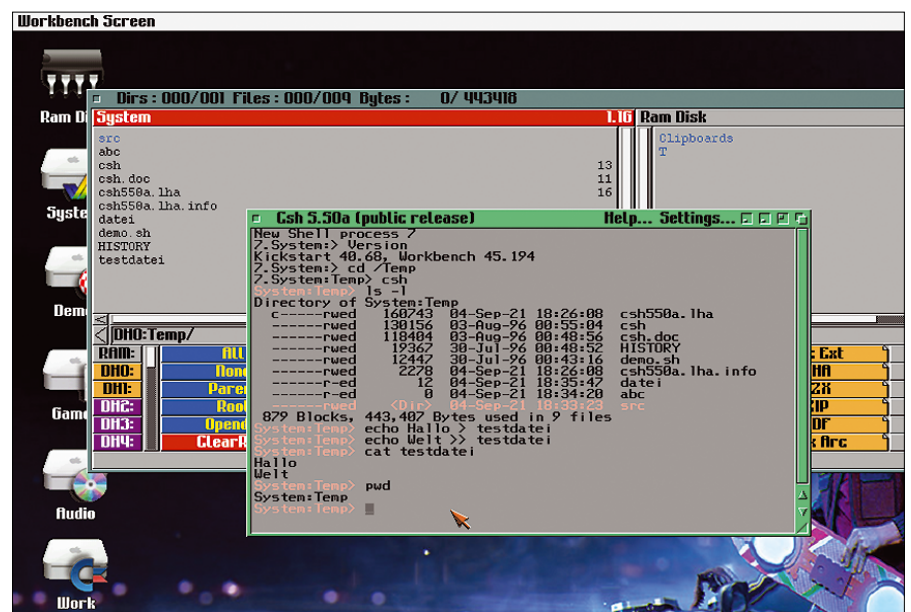 Workbench Screen
Ram Di
Syste
Demo
Game
Audio
Work
Dirs: 000/001 Files: 000/009 Bytes: 0/ 443418
System 1.1G Ram Disk
src
abc
csh 13
csh.doc 11
csh550a.lha 16
csh550a.lha.info
datei
demo.sh
HISTORY
testdatei
Clipboards
T
DH0:Temp/
RAM: All
DH0: None
DH1: Pare
DH2: Roo
DH3: Opene
DH4: ClearR
Ext
Arc
Csh 5.50a (public release) Help... Settings...
New Shell process 7
7.System:> Version
Kickstart 40.68, Workbench 45.194
7.System:> cd /Temp
7.System:Temp> csh
System:Temp> ls -l
Directory of System:Temp
c-----rwed 160743 04-Sep-21 18:26:08 csh550a.lha
------rwed 130156 03-Aug-96 00:55:04 csh
------rwed 118404 03-Aug-96 00:48:56 csh.doc
------rwed 19367 30-Jul-96 00:48:52 HISTORY
------rwed 12447 30-Jul-96 00:43:16 demo.sh
------rwed 2278 04-Sep-21 18:26:08 csh550a.lha.info
------r-ed 12 04-Sep-21 18:35:47 datei
------r-ed 0 04-Sep-21 18:34:20 abc
------rwed <Dir> 04-Sep-21 18:33:23 src
879 Blocks, 443,407 Bytes used in 9 files
System:Temp> echo Hallo > testdatei
System:Temp> echo Welt >> testdatei
System:Temp> cat testdatei
Hallo
Welt
System:Temp> pwd
System:Temp
System:Temp>